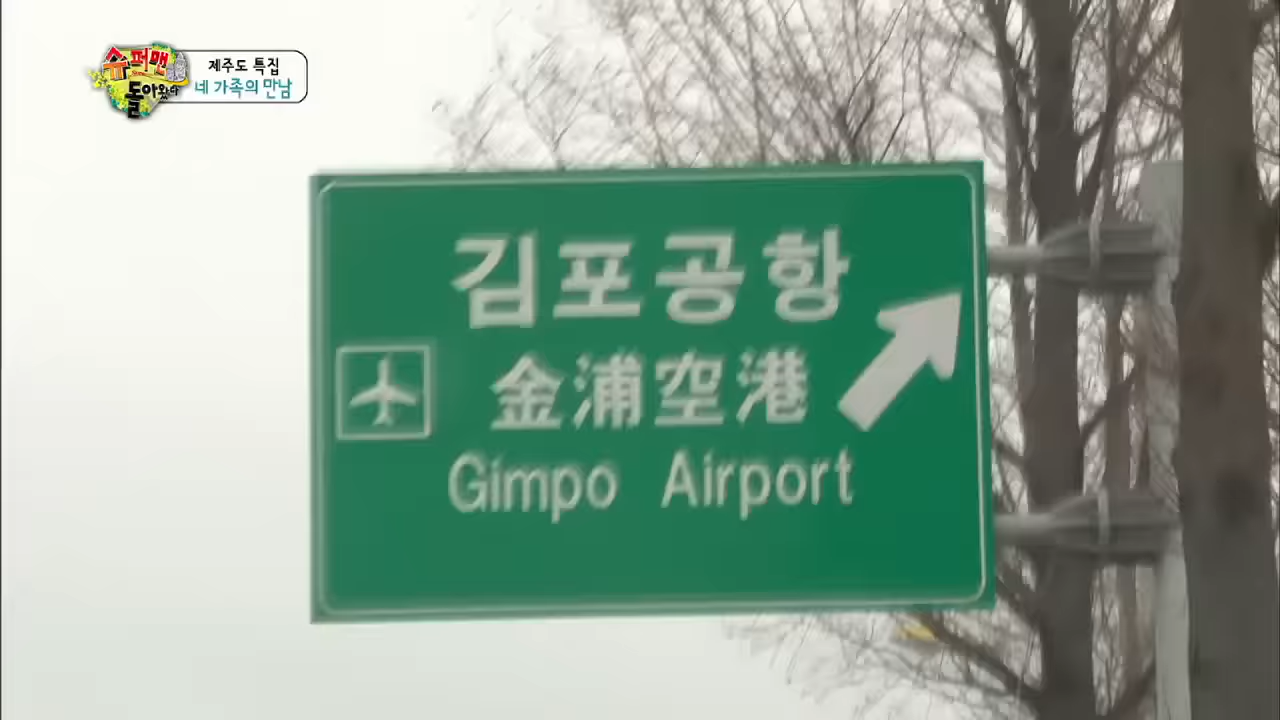 슈퍼맨이
돌아왔다
제주도 특집
네 가족의 만남
김포공항
金浦空港
Gimpo Airport